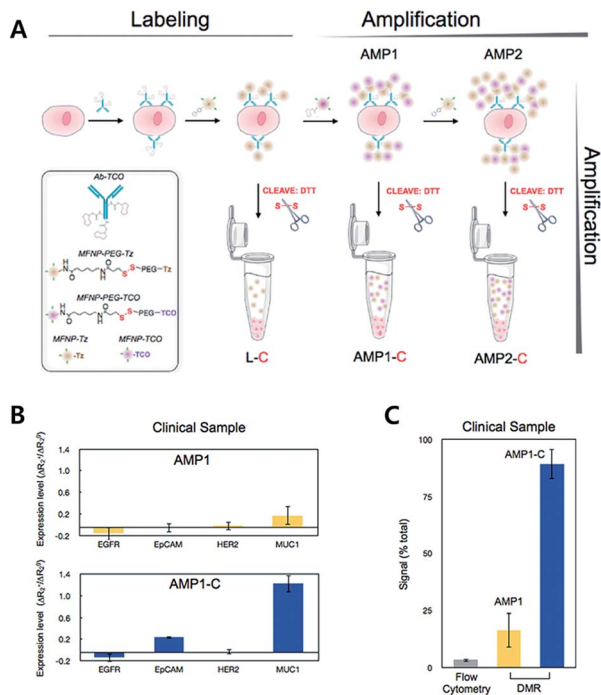 A
Labeling
Amplification
AMP1
AMP2
Amplification
Ab-TCO
MFNP-PEG-Tz
H
N
O
N
H
O
S
S
PEG
Tz
MFNP-PEG-TCO
H
N
O
N
H
O
S
S
PEG
TCO
MFNP-Tz
MFNP-TCO
-Tz
-TCO
CLEAVE: DTT
S S
CLEAVE: DTT
S S
CLEAVE: DTT
S S
L-C
AMP1-C
AMP2-C
B
Clinical Sample
AMP1
Expression level (ΔR₂⁺/ΔR₂ᶿ)
1.4
1.0
0.6
0.2
-0.2
EGFR
EpCAM
HER2
MUC1
AMP1-C
Expression level (ΔR₂⁺/ΔR₂ᶿ)
1.4
1.0
0.6
0.2
-0.2
EGFR
EpCAM
HER2
MUC1
C
Clinical Sample
Signal (% total)
100
75
50
25
0
AMP1-C
AMP1
Flow
Cytometry
DMR